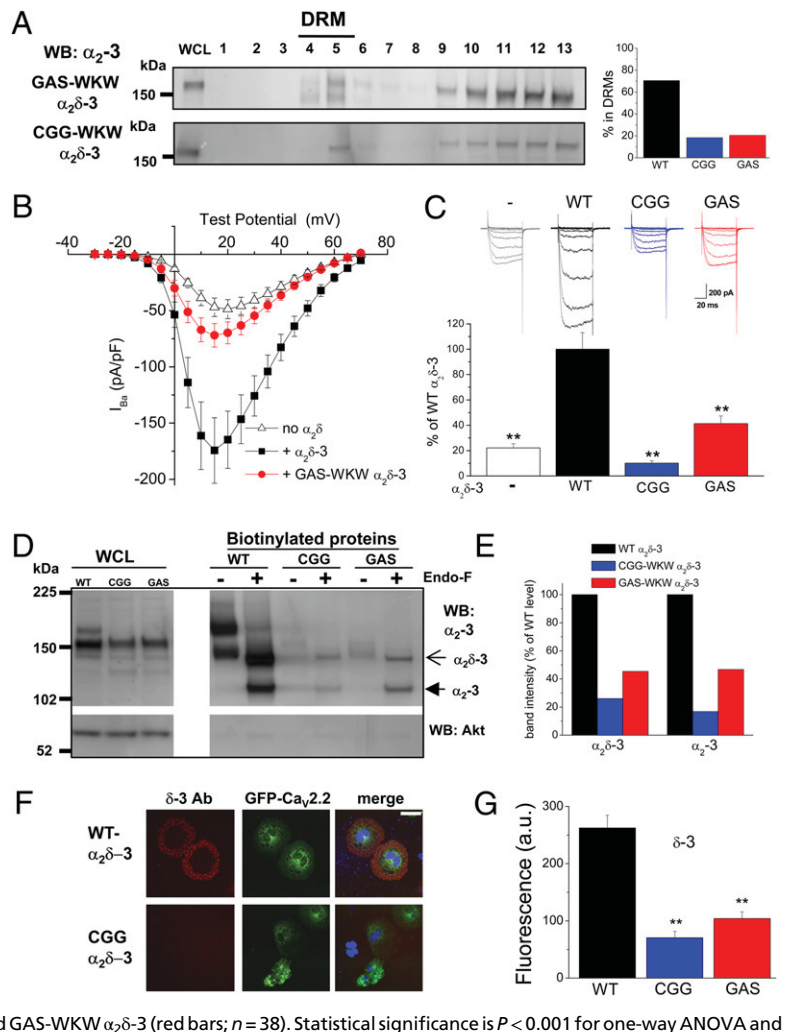 A
DRM
WB: α₂-3
WCL 1 2 3 4 5 6 7 8 9 10 11 12 13
kDa
GAS-WKW
α₂δ-3
150
CGG-WKW
α₂δ-3
kDa
150
% in DRMs
100
80
60
40
20
0
WT CGG GAS
B
Test Potential (mV)
-40 -20 20 40 60 80
-50
-100
-150
-200
I_Ba (pA/pF)
no α₂δ
+ α₂δ-3
+ GAS-WKW α₂δ-3
C
- WT CGG GAS
200 pA
20 ms
% of WT α₂δ-3
120
100
80
60
40
20
0
** ** **
α₂δ-3 - WT CGG GAS
D
WCL
Biotinylated proteins
kDa
WT CGG GAS
WT CGG GAS
- + - + - + Endo-F
225
150
102
52
WB:
α₂-3
α₂δ-3
α₂-3
WB: Akt
E
WT α₂δ-3
CGG-WKW α₂δ-3
GAS-WKW α₂δ-3
band intensity (% of WT level)
100
80
60
40
20
0
α₂δ-3 α₂-3
F
δ-3 Ab GFP-Caᵥ2.2 merge
WT-
α₂δ–3
CGG
α₂δ–3
G
Fluorescence (a.u.)
300
200
100
0
δ-3
** **
WT CGG GAS
d GAS-WKW α₂δ-3 (red bars; n = 38). Statistical significance is P < 0.001 for one-way ANOVA and